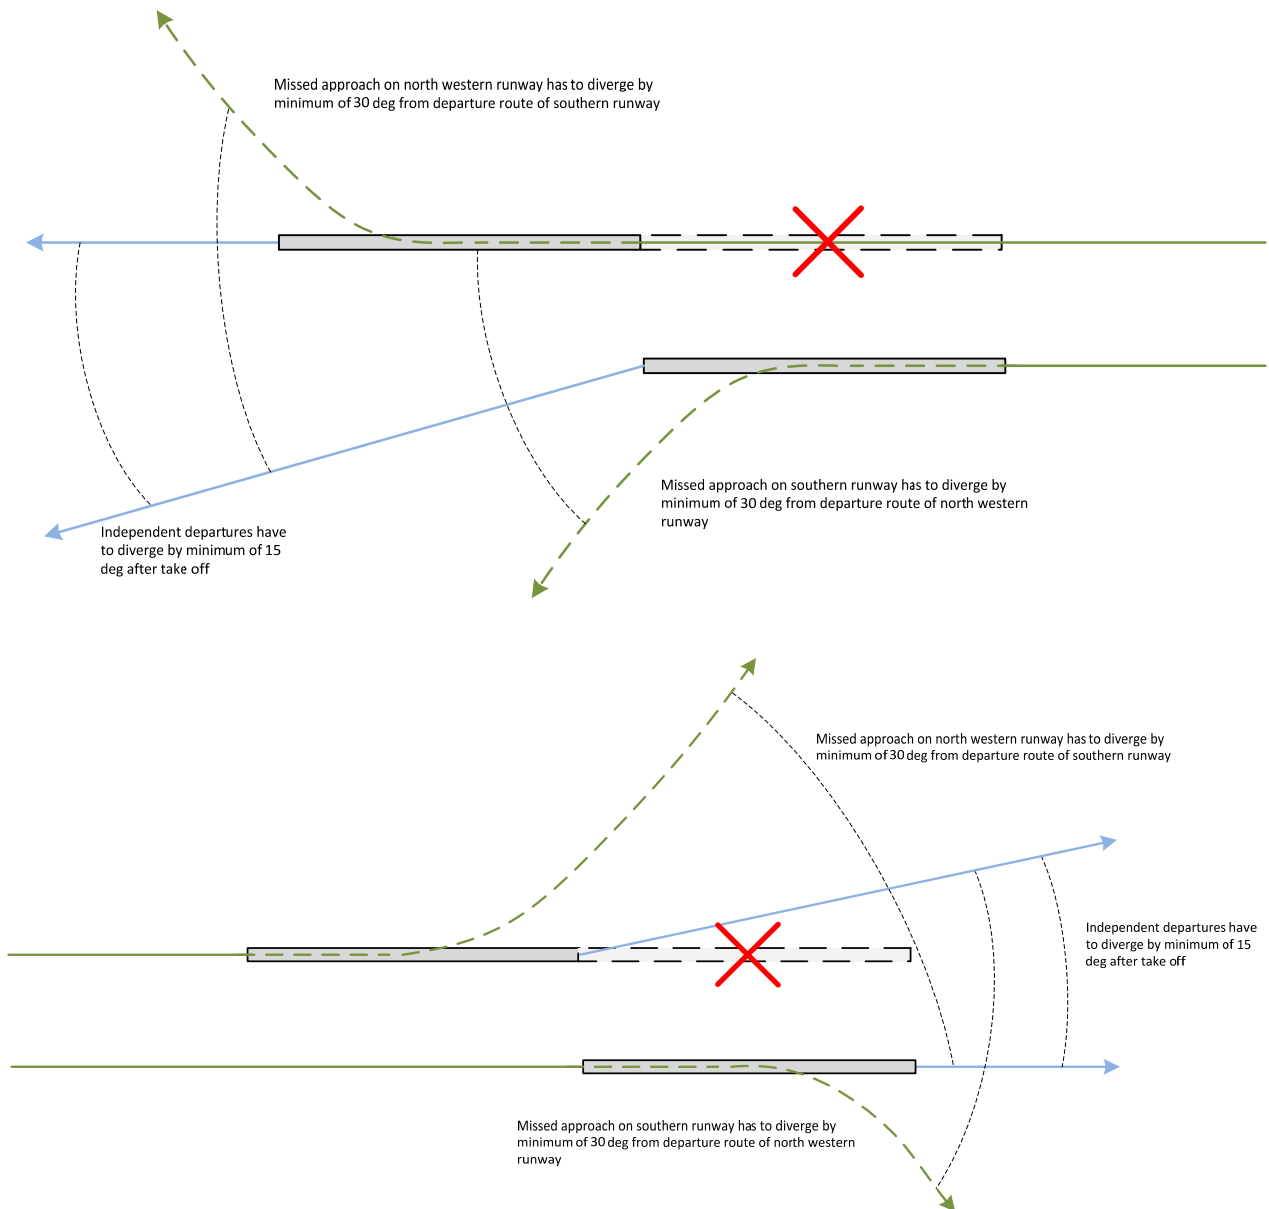 Missed approach on north western runway has to diverge by
minimum of 30 deg from departure route of southern runway
Missed approach on southern runway has to diverge by
minimum of 30 deg from departure route of north western
runway
Independent departures have
to diverge by minimum of 15
deg after take off
Missed approach on north western runway has to diverge by
minimum of 30 deg from departure route of southern runway
Independent departures have
to diverge by minimum of 15
deg after take off
Missed approach on southern runway has to diverge by
minimum of 30 deg from departure route of north western
runway